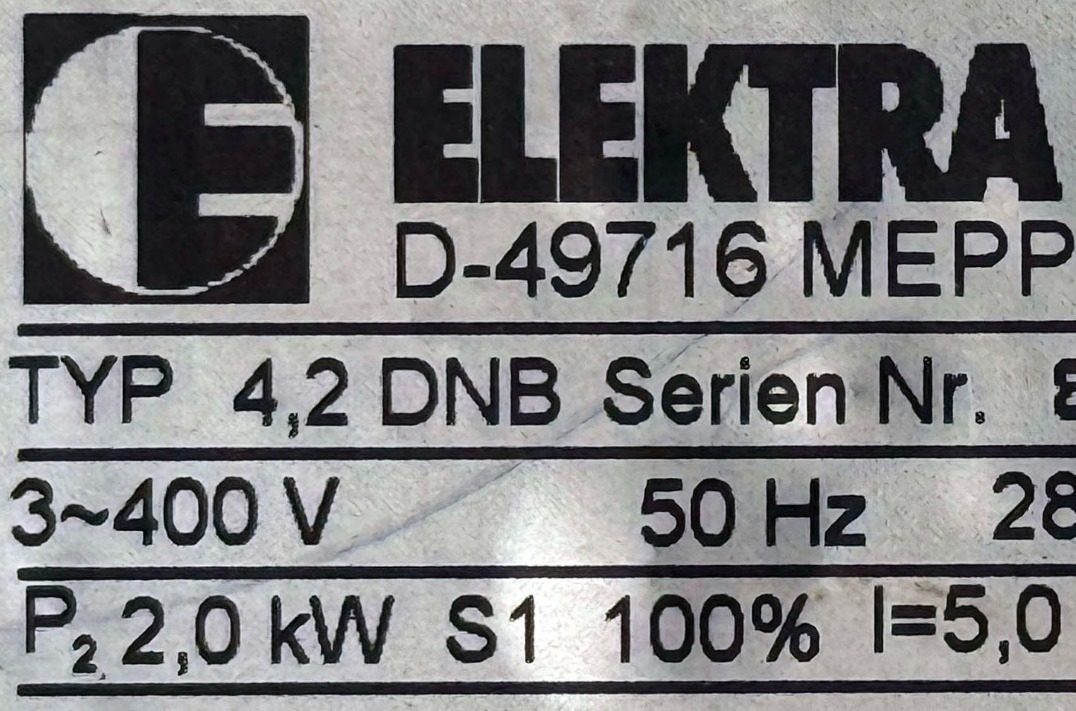 E ELEKTRA
D-49716 MEPP
TYP 4,2 DNB Serien Nr.
3~400 V 50 Hz 28
P2 2,0 kW S1 100% I=5,0